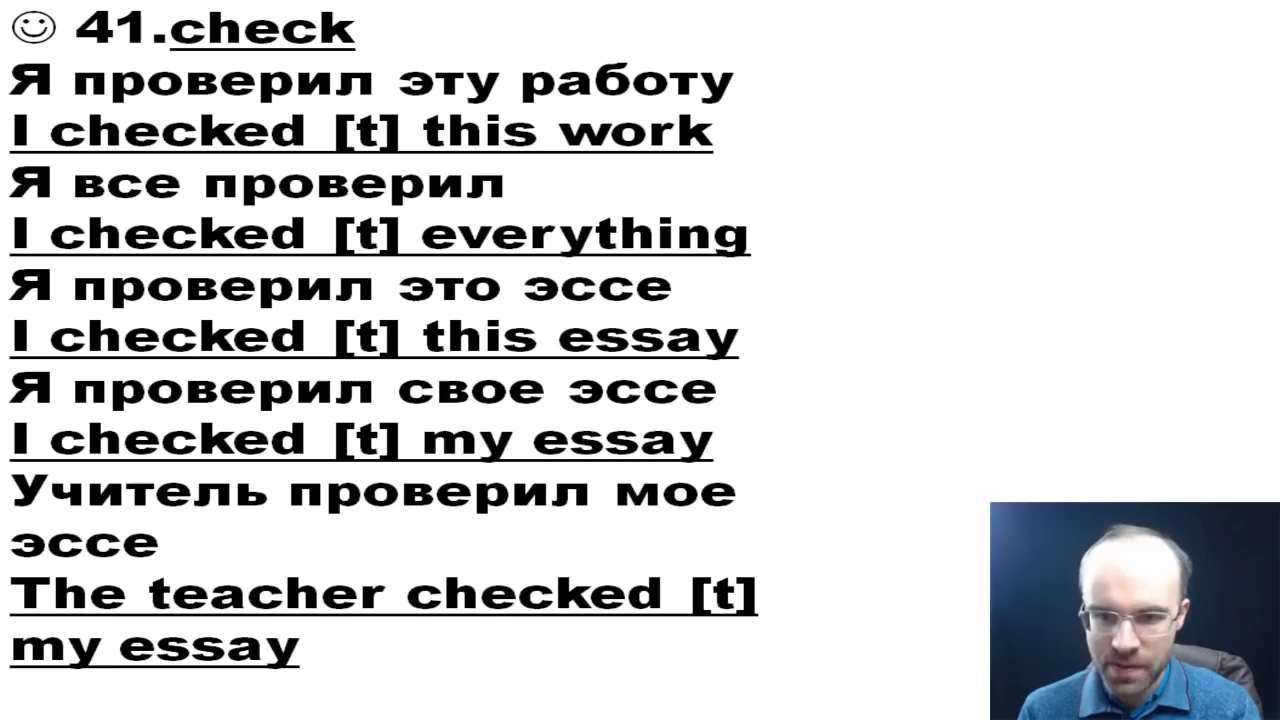 ☺ 41.check
Я проверил эту работу
I checked [t] this work
Я все проверил
I checked [t] everything
Я проверил это эссе
I checked [t] this essay
Я проверил свое эссе
I checked [t] my essay
Учитель проверил мое
эссе
The teacher checked [t]
my essay